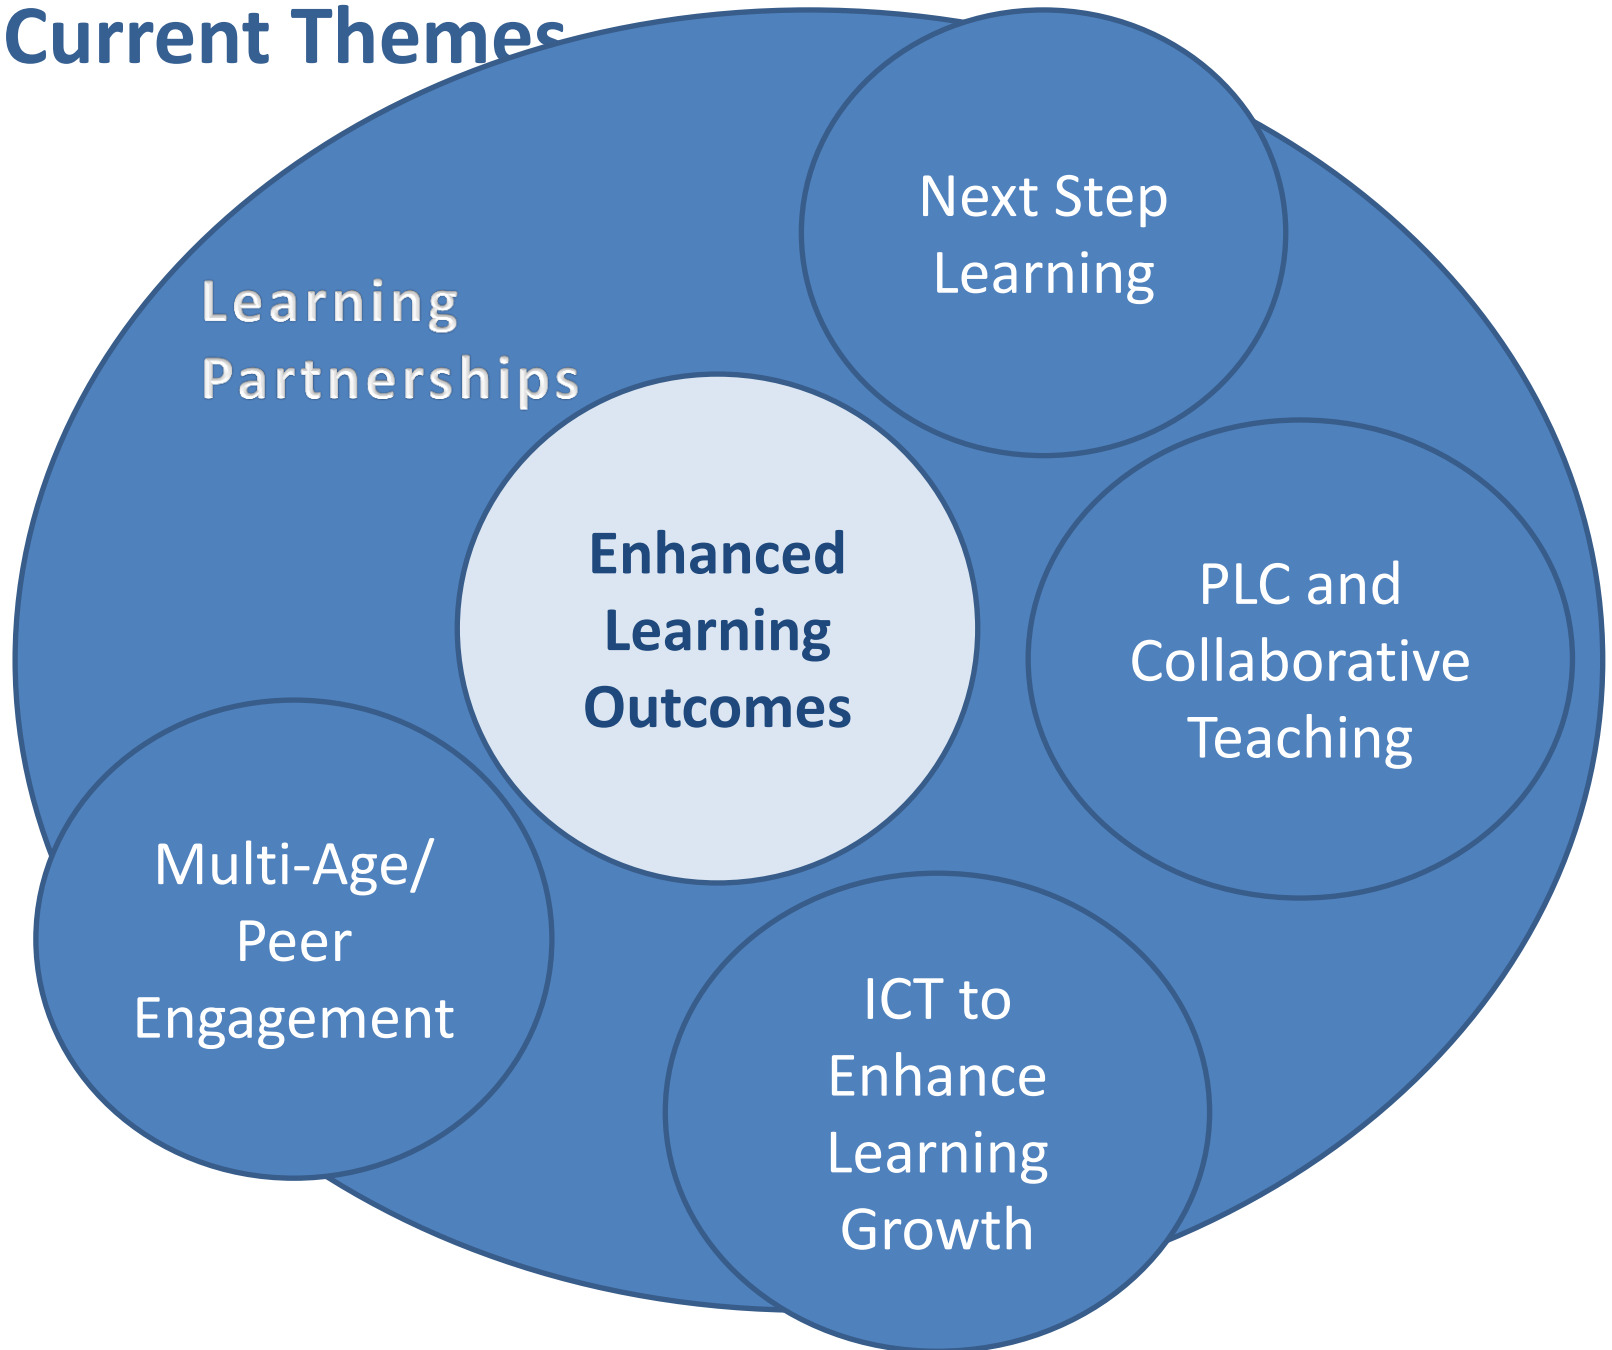 Current Themes
Next Step
Learning
Learning
Partnerships
Enhanced
Learning
Outcomes
PLC and
Collaborative
Teaching
Multi-Age/
Peer
Engagement
ICT to
Enhance
Learning
Growth